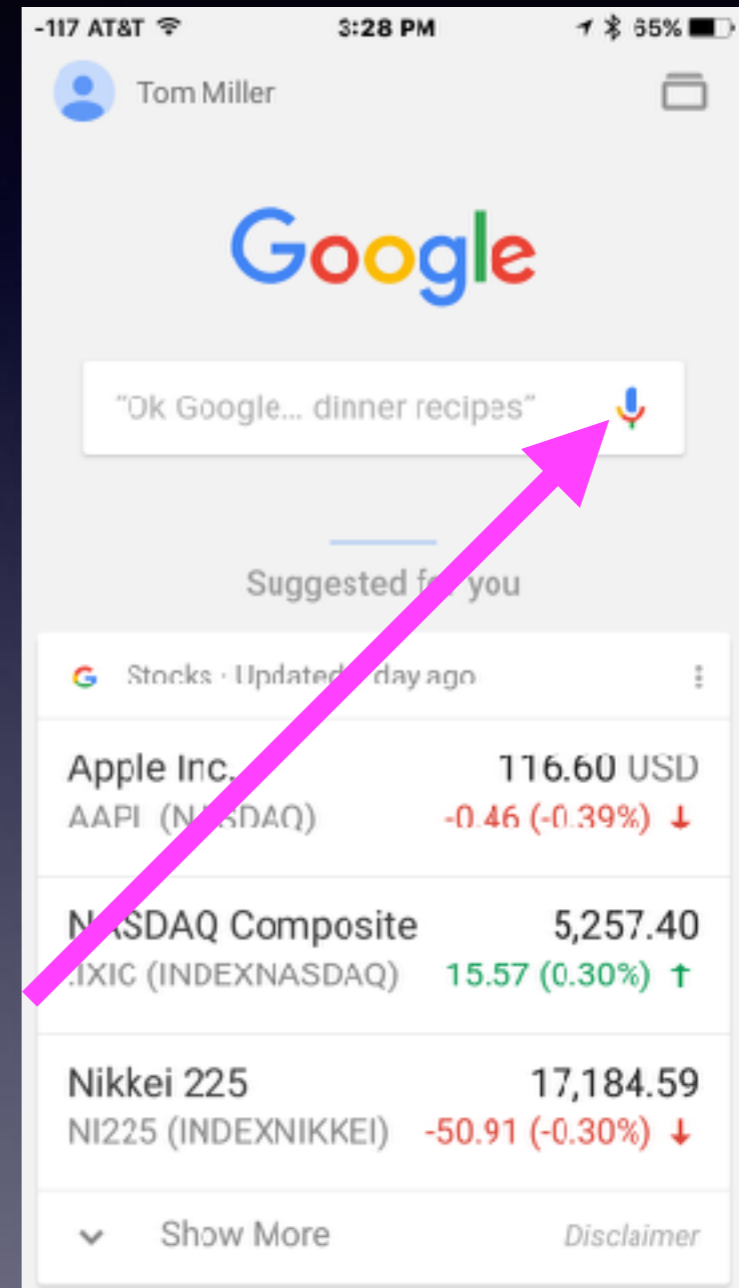 -117 AT&T 3:28 PM 65%
Tom Miller
Google
"Ok Google... dinner recipes"
Suggested for you
G Stocks · Updated day ago
Apple Inc. 116.60 USD
AAPL (NASDAQ) -0.46 (-0.39%) ↓
NASDAQ Composite 5,257.40
.IXIC (INDEXNASDAQ) 15.57 (0.30%) ↑
Nikkei 225 17,184.59
NI225 (INDEXNIKKEI) -50.91 (-0.30%) ↓
Show More Disclaimer